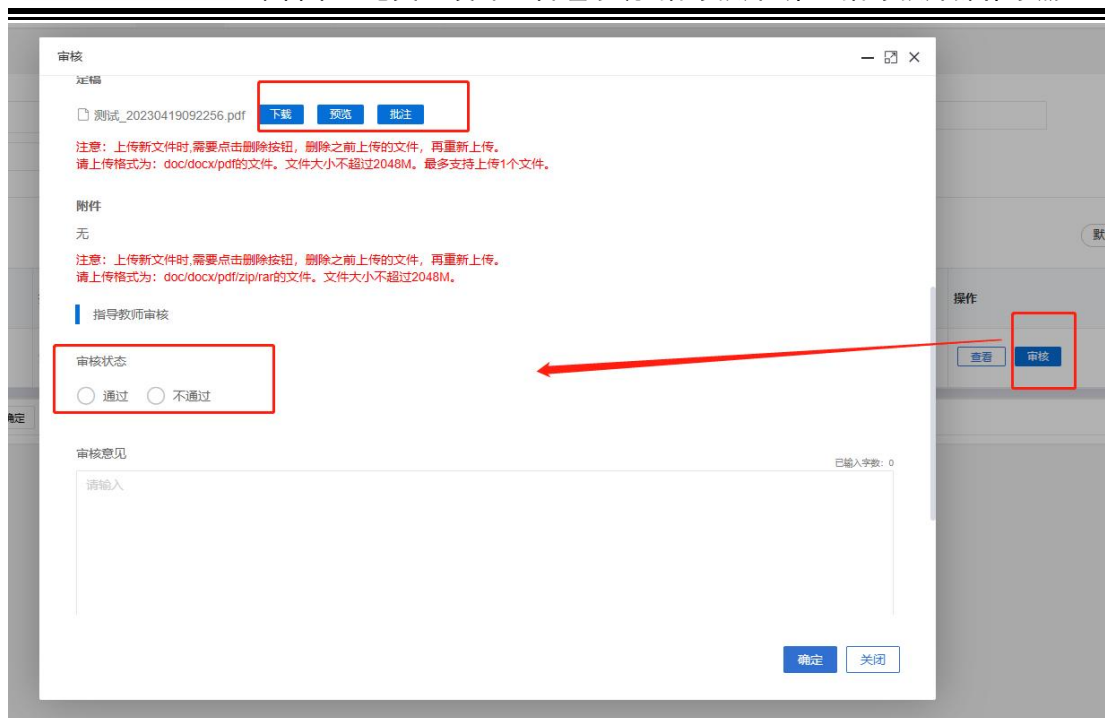 审核
定稿
测试_20230419092256.pdf 下载 预览 批注
注意：上传新文件时,需要点击删除按钮，删除之前上传的文件，再重新上传。
请上传格式为：doc/docx/pdf的文件。文件大小不超过2048M。最多支持上传1个文件。
附件
无
默
注意：上传新文件时,需要点击删除按钮，删除之前上传的文件，再重新上传。
请上传格式为：doc/docx/pdf/zip/rar的文件。文件大小不超过2048M。
操作
指导教师审核
查看 审核
审核状态
通过 不通过
确定
审核意见
已输入字数：0
请输入
确定 关闭